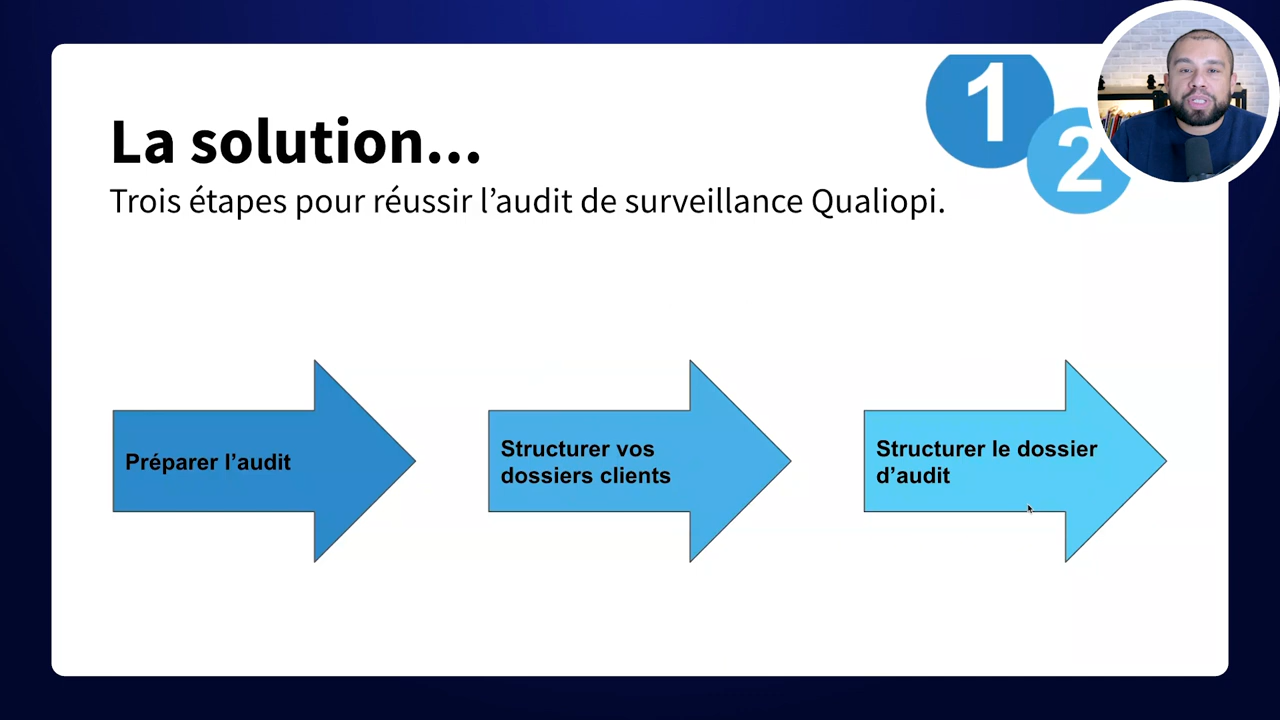 La solution...
Trois étapes pour réussir l’audit de surveillance Qualiopi.
1
2
Préparer l’audit
Structurer vos
dossiers clients
Structurer le dossier
d’audit